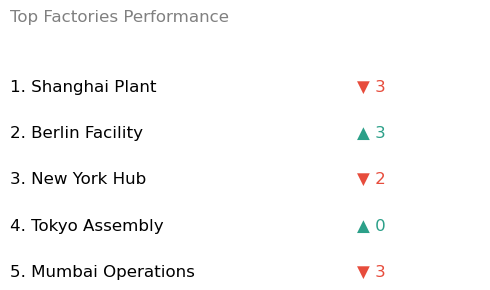 Top Factories Performance
1. Shanghai Plant ▼ 3
2. Berlin Facility ▲ 3
3. New York Hub ▼ 2
4. Tokyo Assembly ▲ 0
5. Mumbai Operations ▼ 3